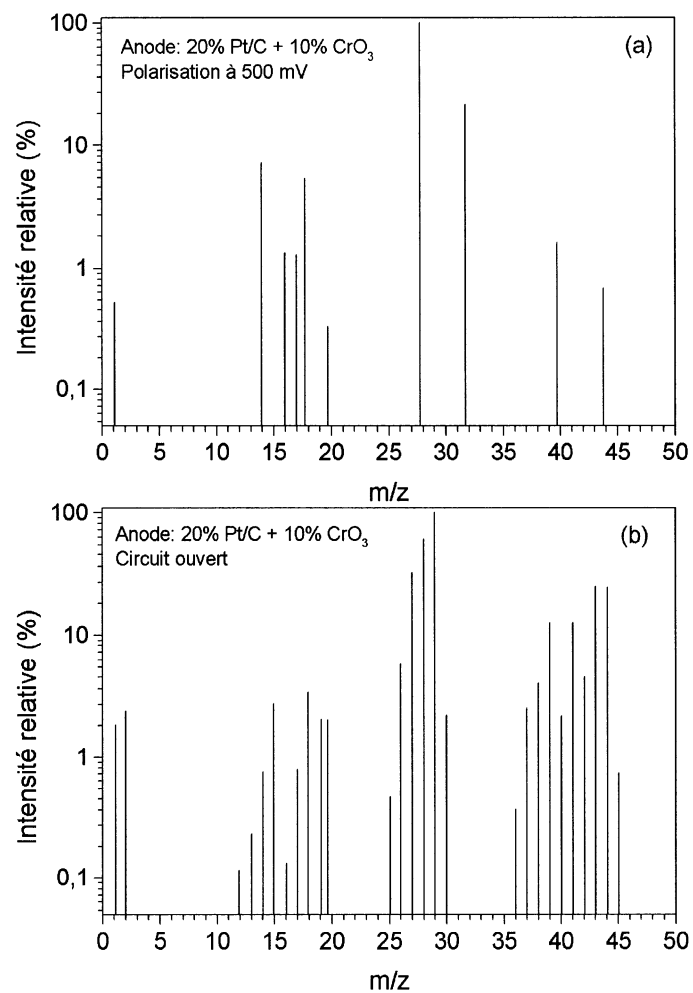 100
10
1
0,1
Intensité relative (%)
Anode: 20% Pt/C + 10% CrO₃
Polarisation à 500 mV
(a)
0 5 10 15 20 25 30 35 40 45 50
m/z
100
10
1
0,1
Intensité relative (%)
Anode: 20% Pt/C + 10% CrO₃
Circuit ouvert
(b)
0 5 10 15 20 25 30 35 40 45 50
m/z